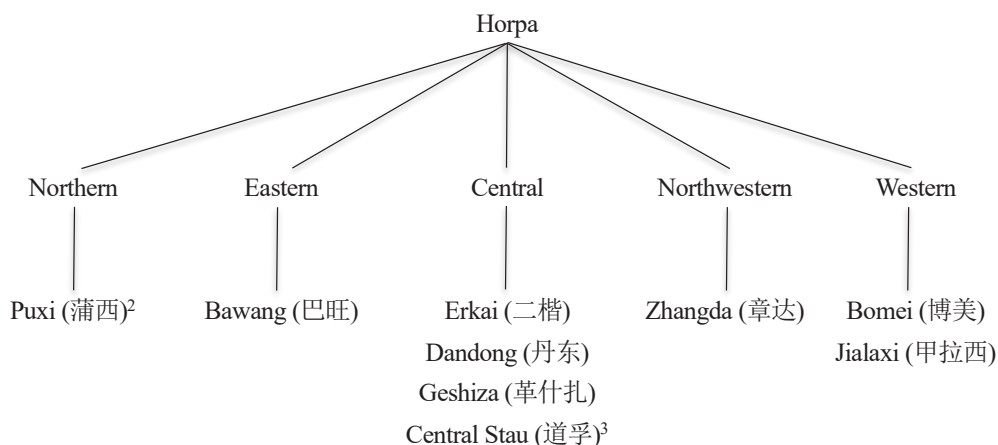 Horpa
Northern Eastern Central Northwestern Western
Puxi (蒲西)² Bawang (巴旺) Erkai (二楷) Zhangda (章达) Bomei (博美)
Dandong (丹东) Jialaxi (甲拉西)
Geshiza (革什扎)
Central Stau (道孚)³